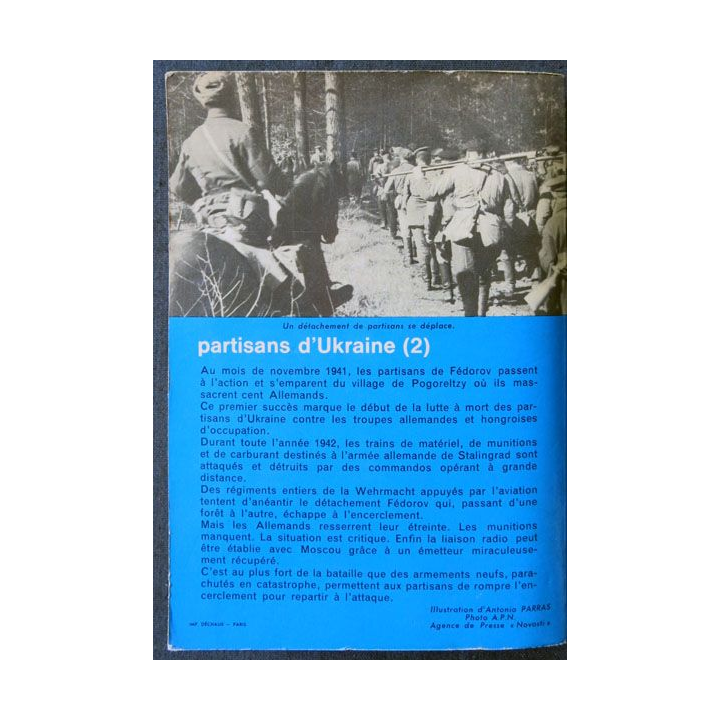 Un détachement de partisans se déplace.
partisans d'Ukraine (2)
Au mois de novembre 1941, les partisans de Fédorov passent
à l'action et s'emparent du village de Pogoreltzy où ils mas-
sacrent cent Allemands.
Ce premier succès marque le début de la lutte à mort des par-
tisans d'Ukraine contre les troupes allemandes et hongroises
d'occupation.
Durant toute l'année 1942, les trains de matériel, de munitions
et de carburant destinés à l'armée allemande de Stalingrad sont
attaqués et détruits par des commandos opérant à grande
distance.
Des régiments entiers de la Wehrmacht appuyés par l'aviation
tentent d'anéantir le détachement Fédorov qui, passant d'une
forêt à l'autre, échappe à l'encerclement.
Mais les Allemands resserrent leur étreinte. Les munitions
manquent. La situation est critique. Enfin la liaison radio peut
être établie avec Moscou grâce à un émetteur miraculeuse-
ment récupéré.
C'est au plus fort de la bataille que des armements neufs, para-
chutés en catastrophe, permettent aux partisans de rompre l'en-
cerclement pour repartir à l'attaque.
Illustration d'Antonio PARRAS
Photo A.P.N.
Agence de Presse « Novosti »
IMP. DECHAUX — PARIS